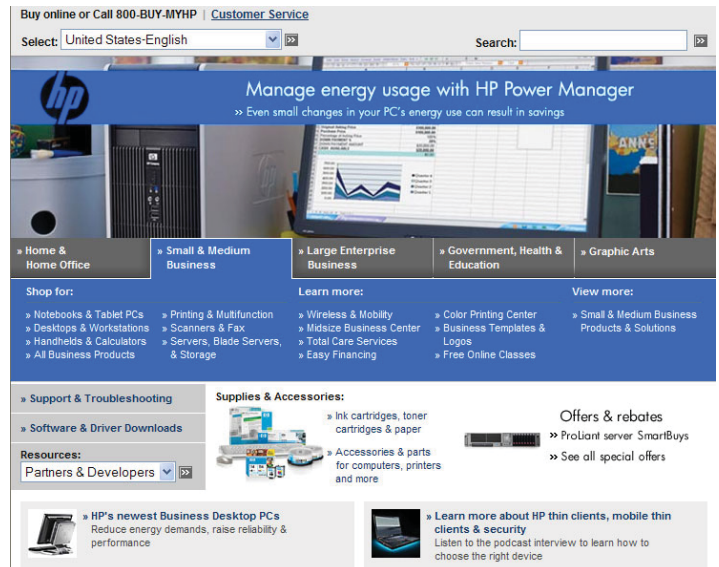 Buy online or Call 800-BUY-MYHP | Customer Service
Select: United States-English
Search:
hp
Manage energy usage with HP Power Manager
» Even small changes in your PC's energy use can result in savings
ANNE
» Home &
Home Office
» Small & Medium
Business
» Large Enterprise
Business
» Government, Health &
Education
» Graphic Arts
Shop for:
» Notebooks & Tablet PCs
» Desktops & Workstations
» Handhelds & Calculators
» All Business Products
» Printing & Multifunction
» Scanners & Fax
» Servers, Blade Servers,
& Storage
Learn more:
» Wireless & Mobility
» Midsize Business Center
» Total Care Services
» Easy Financing
» Color Printing Center
» Business Templates &
Logos
» Free Online Classes
View more:
» Small & Medium Business
Products & Solutions
» Support & Troubleshooting
» Software & Driver Downloads
Resources:
Partners & Developers
Supplies & Accessories:
» Ink cartridges, toner
cartridges & paper
» Accessories & parts
for computers, printers
and more
Offers & rebates
» ProLiant server SmartBuys
» See all special offers
» HP's newest Business Desktop PCs
Reduce energy demands, raise reliability &
performance
» Learn more about HP thin clients, mobile thin
clients & security
Listen to the podcast interview to learn how to
choose the right device